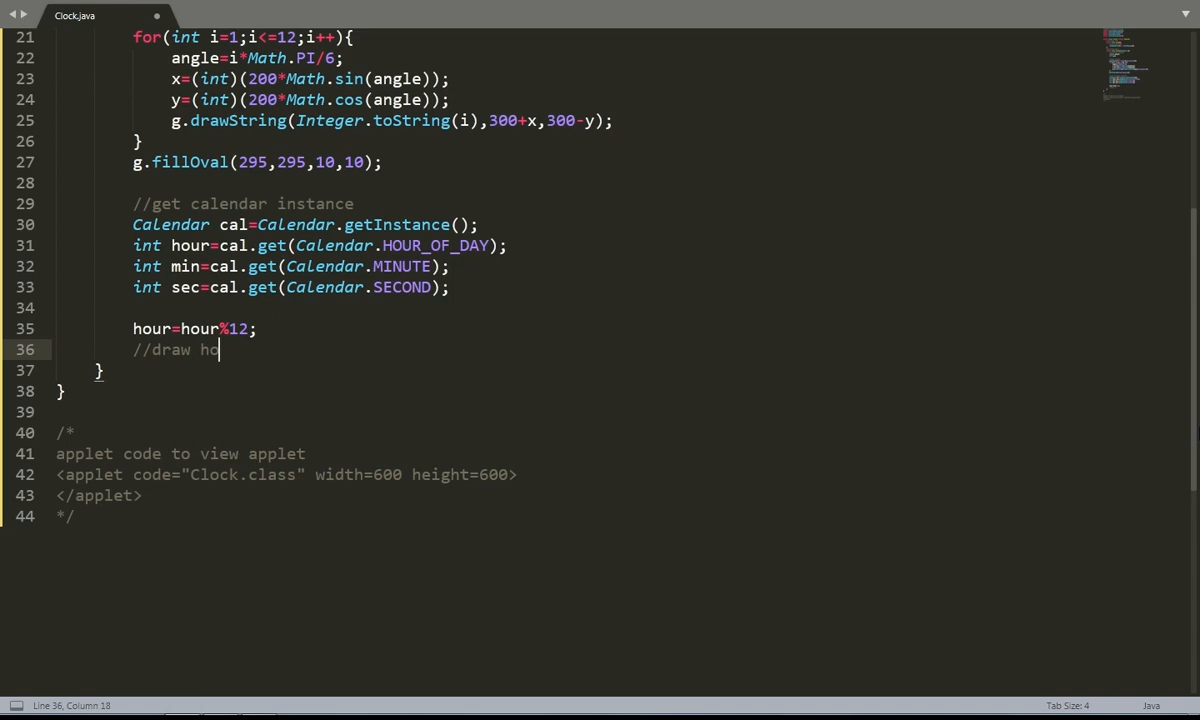 Clock.java
21 for(int i=1;i<=12;i++){
22 angle=i*Math.PI/6;
23 x=(int)(200*Math.sin(angle));
24 y=(int)(200*Math.cos(angle));
25 g.drawString(Integer.toString(i),300+x,300-y);
26 }
27 g.fillOval(295,295,10,10);
28
29 //get calendar instance
30 Calendar cal=Calendar.getInstance();
31 int hour=cal.get(Calendar.HOUR_OF_DAY);
32 int min=cal.get(Calendar.MINUTE);
33 int sec=cal.get(Calendar.SECOND);
34
35 hour=hour%12;
36 //draw ho
37 }
38 }
39
40 /*
41 applet code to view applet
42 <applet code="Clock.class" width=600 height=600>
43 </applet>
44 */
Line 36, Column 18 Tab Size: 4 Java